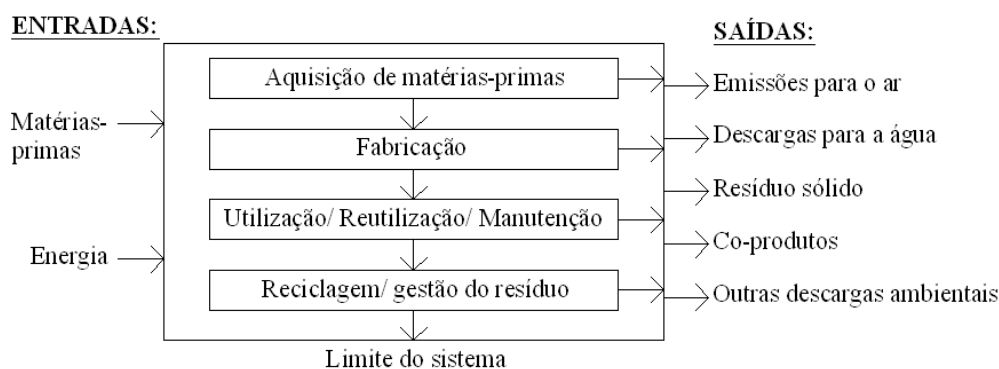 ENTRADAS:
Matérias-
primas
Energia
Aquisição de matérias-primas
Fabricação
Utilização/ Reutilização/ Manutenção
Reciclagem/ gestão do resíduo
Limite do sistema
SAÍDAS:
Emissões para o ar
Descargas para a água
Resíduo sólido
Co-produtos
Outras descargas ambientais